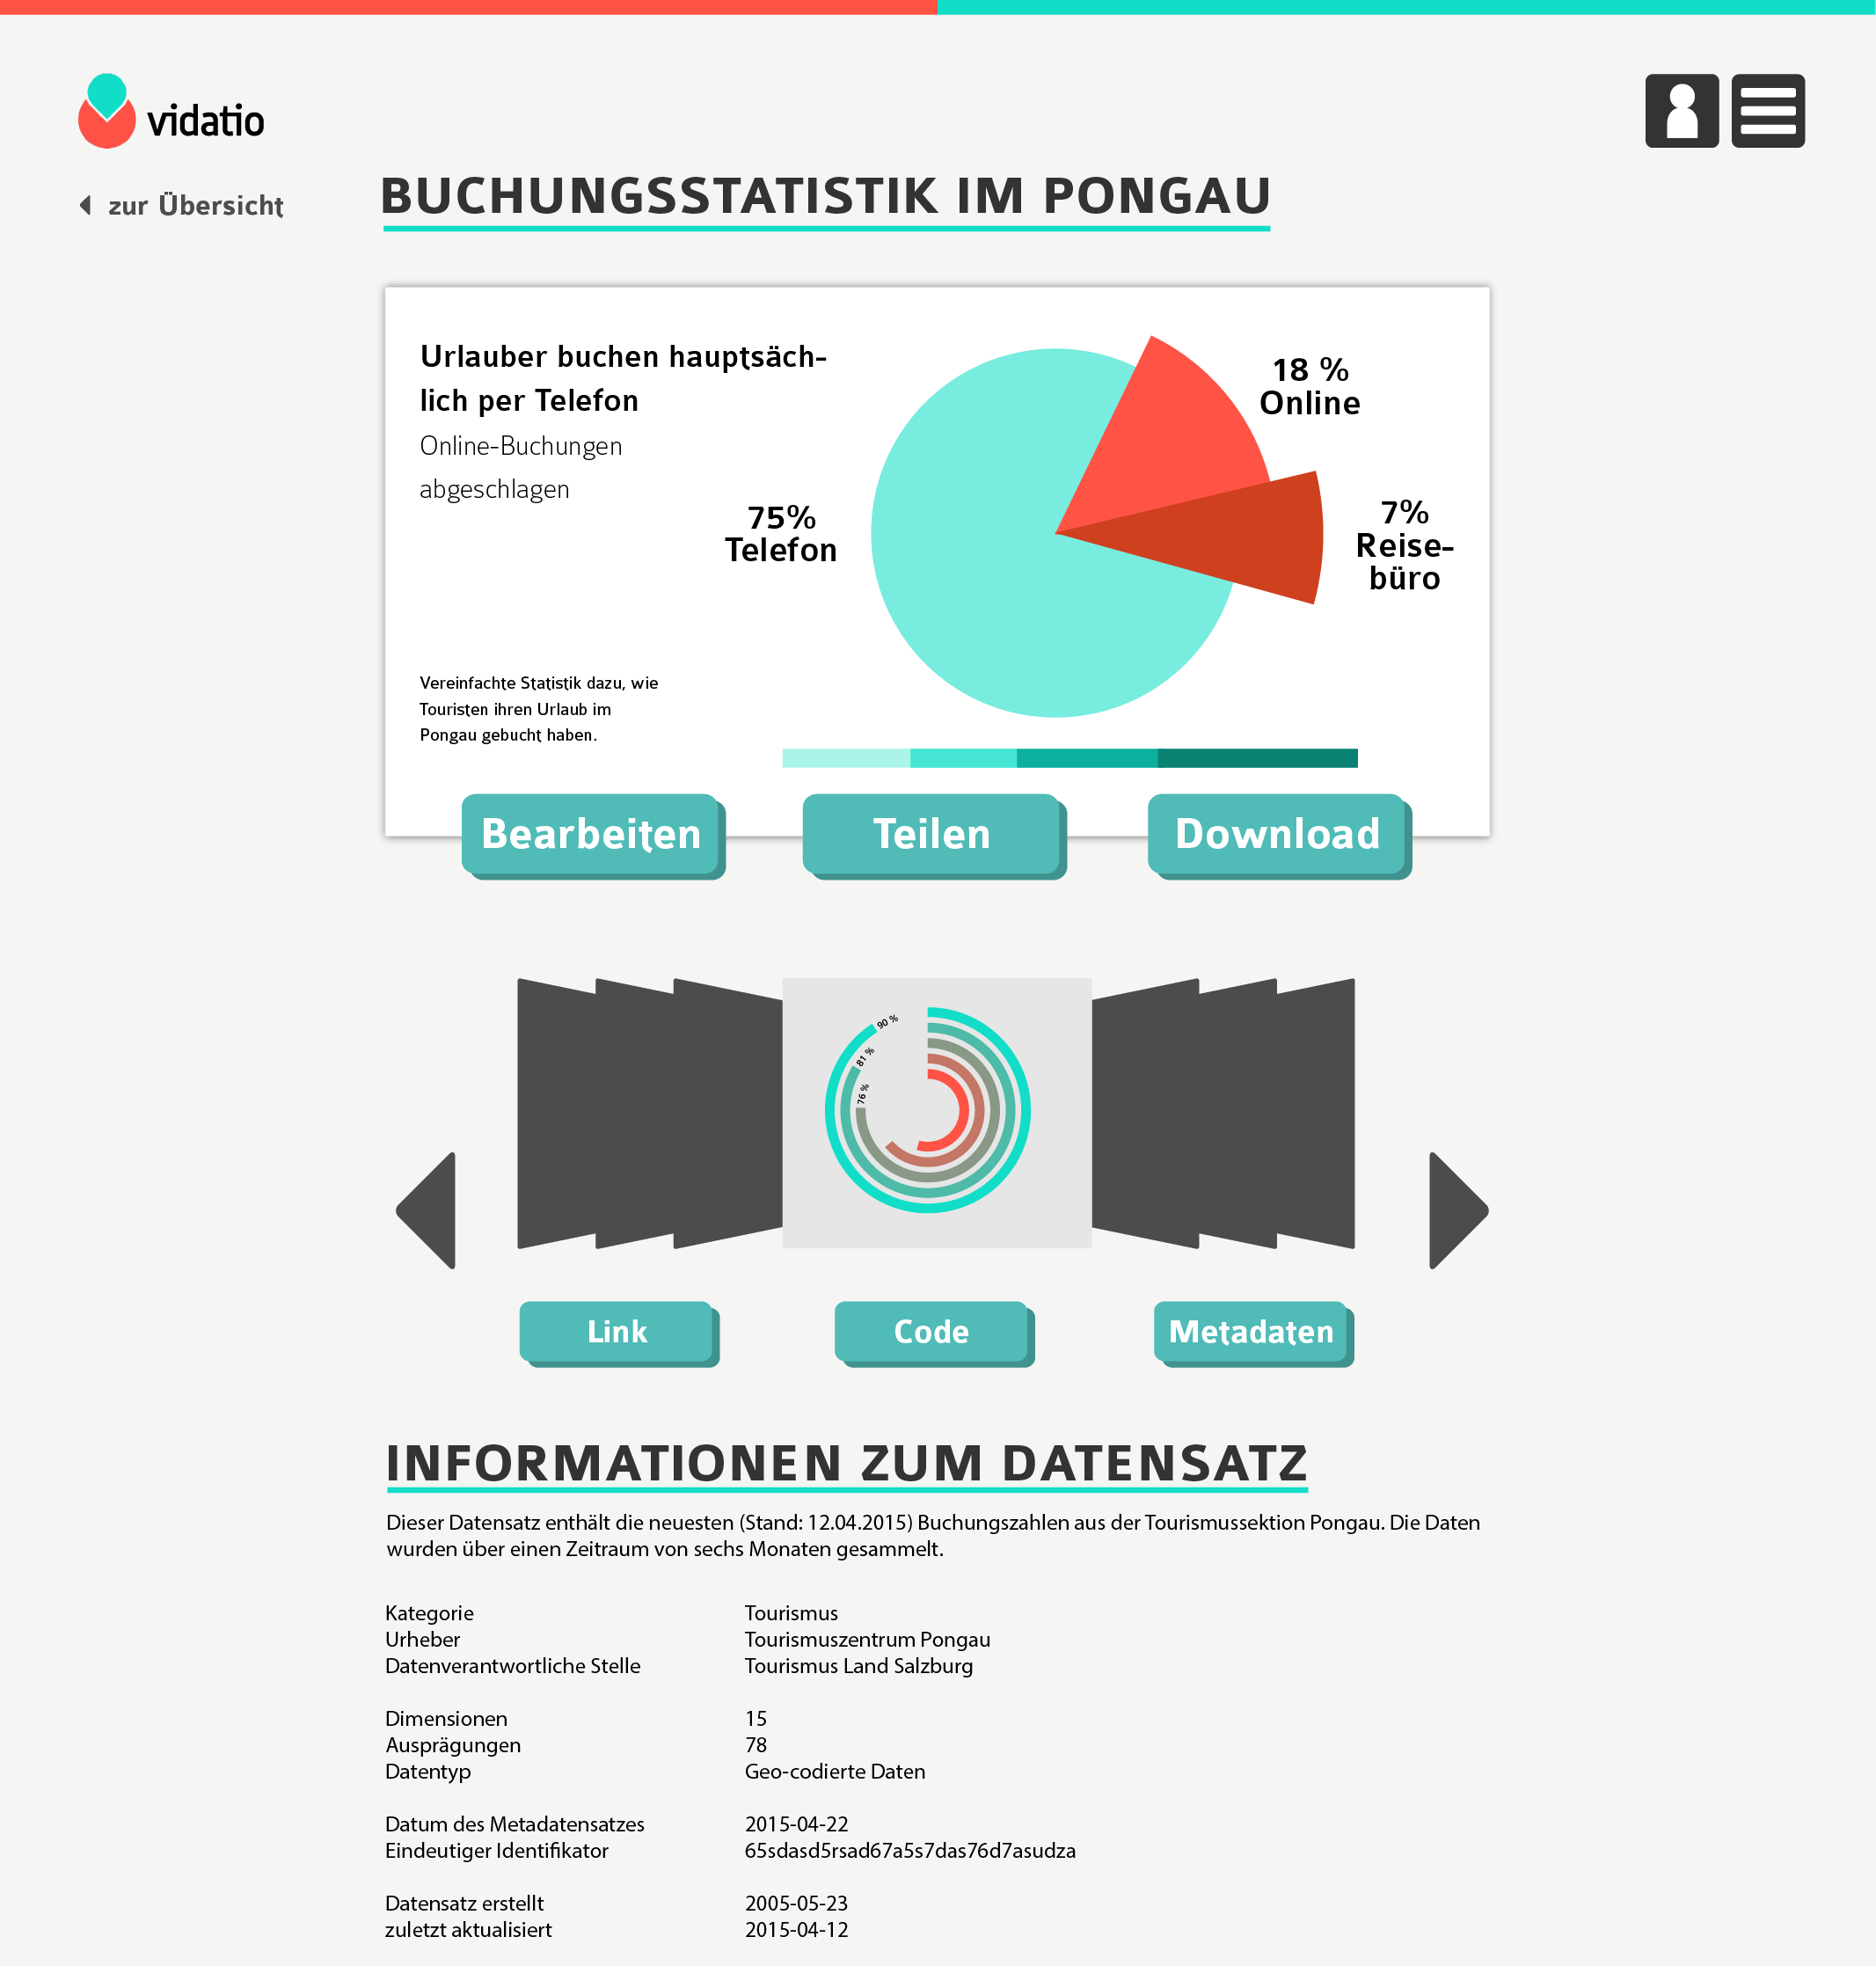 vidatio
zur Übersicht
BUCHUNGSSTATISTIK IM PONGAU
Urlauber buchen hauptsäch-
lich per Telefon
Online-Buchungen
abgeschlagen
18 %
Online
75%
Telefon
7%
Reise-
büro
Vereinfachte Statistik dazu, wie
Touristen ihren Urlaub im
Pongau gebucht haben.
Bearbeiten
Teilen
Download
90 %
81 %
76 %
Link
Code
Metadaten
INFORMATIONEN ZUM DATENSATZ
Dieser Datensatz enthält die neuesten (Stand: 12.04.2015) Buchungszahlen aus der Tourismussektion Pongau. Die Daten
wurden über einen Zeitraum von sechs Monaten gesammelt.
Kategorie Tourismus
Urheber Tourismuszentrum Pongau
Datenverantwortliche Stelle Tourismus Land Salzburg
Dimensionen 15
Ausprägungen 78
Datentyp Geo-codierte Daten
Datum des Metadatensatzes 2015-04-22
Eindeutiger Identifikator 65sdasd5rsad67a5s7das76d7asudza
Datensatz erstellt 2005-05-23
zuletzt aktualisiert 2015-04-12